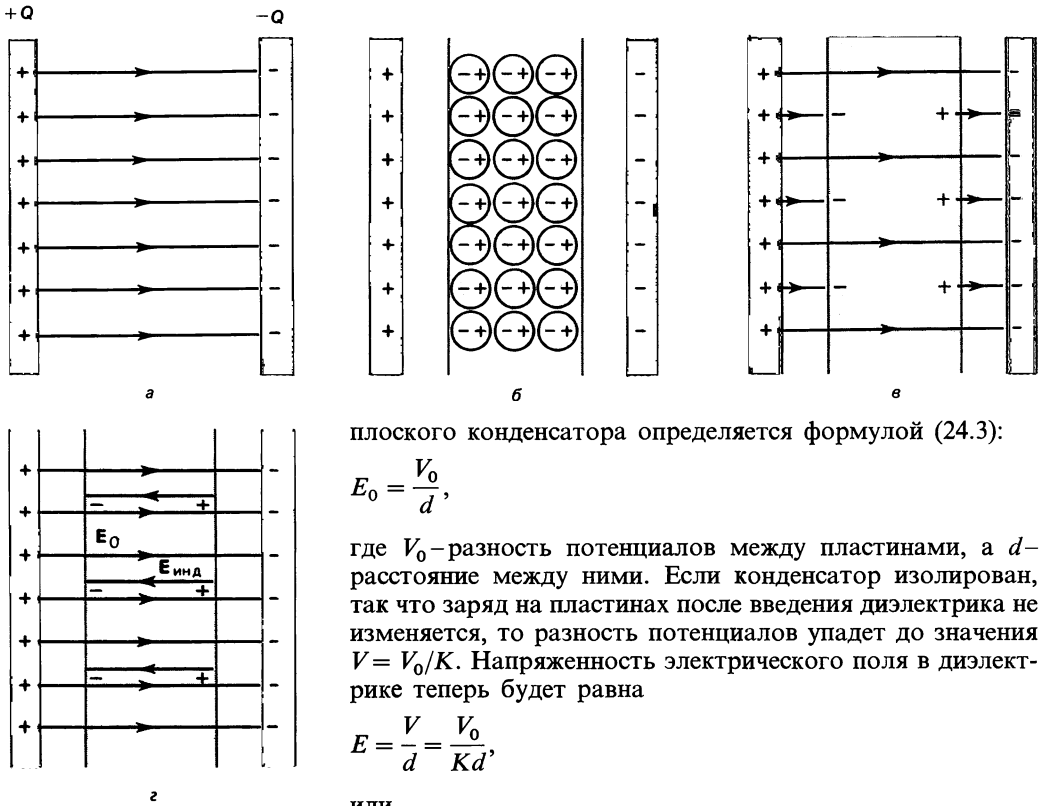 +Q
−Q
а
б
в
E₀
Eинд
г
плоского конденсатора определяется формулой (24.3):
E₀ = V₀/d,
где V₀–разность потенциалов между пластинами, а d–
расстояние между ними. Если конденсатор изолирован,
так что заряд на пластинах после введения диэлектрика не
изменяется, то разность потенциалов упадет до значения
V = V₀/K. Напряженность электрического поля в диэлект-
рике теперь будет равна
E = V/d = V₀/Kd,
или